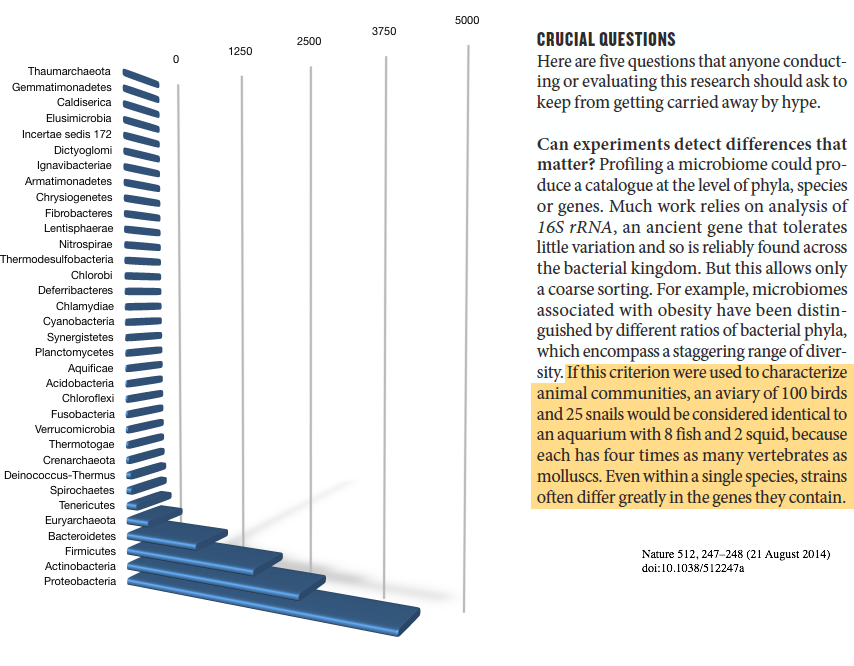 0
1250
2500
3750
5000
Thaumarchaeota
Gemmatimonadetes
Caldiserica
Elusimicrobia
Incertae sedis 172
Dictyoglomi
Ignavibacteriae
Armatimonadetes
Chrysiogenetes
Fibrobacteres
Lentisphaerae
Nitrospirae
Thermodesulfobacteria
Chlorobi
Deferribacteres
Chlamydiae
Cyanobacteria
Synergistetes
Planctomycetes
Aquificae
Acidobacteria
Chloroflexi
Fusobacteria
Verrucomicrobia
Thermotogae
Crenarchaeota
Deinococcus-Thermus
Spirochaetes
Tenericutes
Euryarchaeota
Bacteroidetes
Firmicutes
Actinobacteria
Proteobacteria
CRUCIAL QUESTIONS
Here are five questions that anyone conduct-
ing or evaluating this research should ask to
keep from getting carried away by hype.
Can experiments detect differences that
matter? Profiling a microbiome could pro-
duce a catalogue at the level of phyla, species
or genes. Much work relies on analysis of
16S rRNA, an ancient gene that tolerates
little variation and so is reliably found across
the bacterial kingdom. But this allows only
a coarse sorting. For example, microbiomes
associated with obesity have been distin-
guished by different ratios of bacterial phyla,
which encompass a staggering range of diver-
sity. If this criterion were used to characterize
animal communities, an aviary of 100 birds
and 25 snails would be considered identical to
an aquarium with 8 fish and 2 squid, because
each has four times as many vertebrates as
molluscs. Even within a single species, strains
often differ greatly in the genes they contain.
Nature 512, 247–248 (21 August 2014)
doi:10.1038/512247a